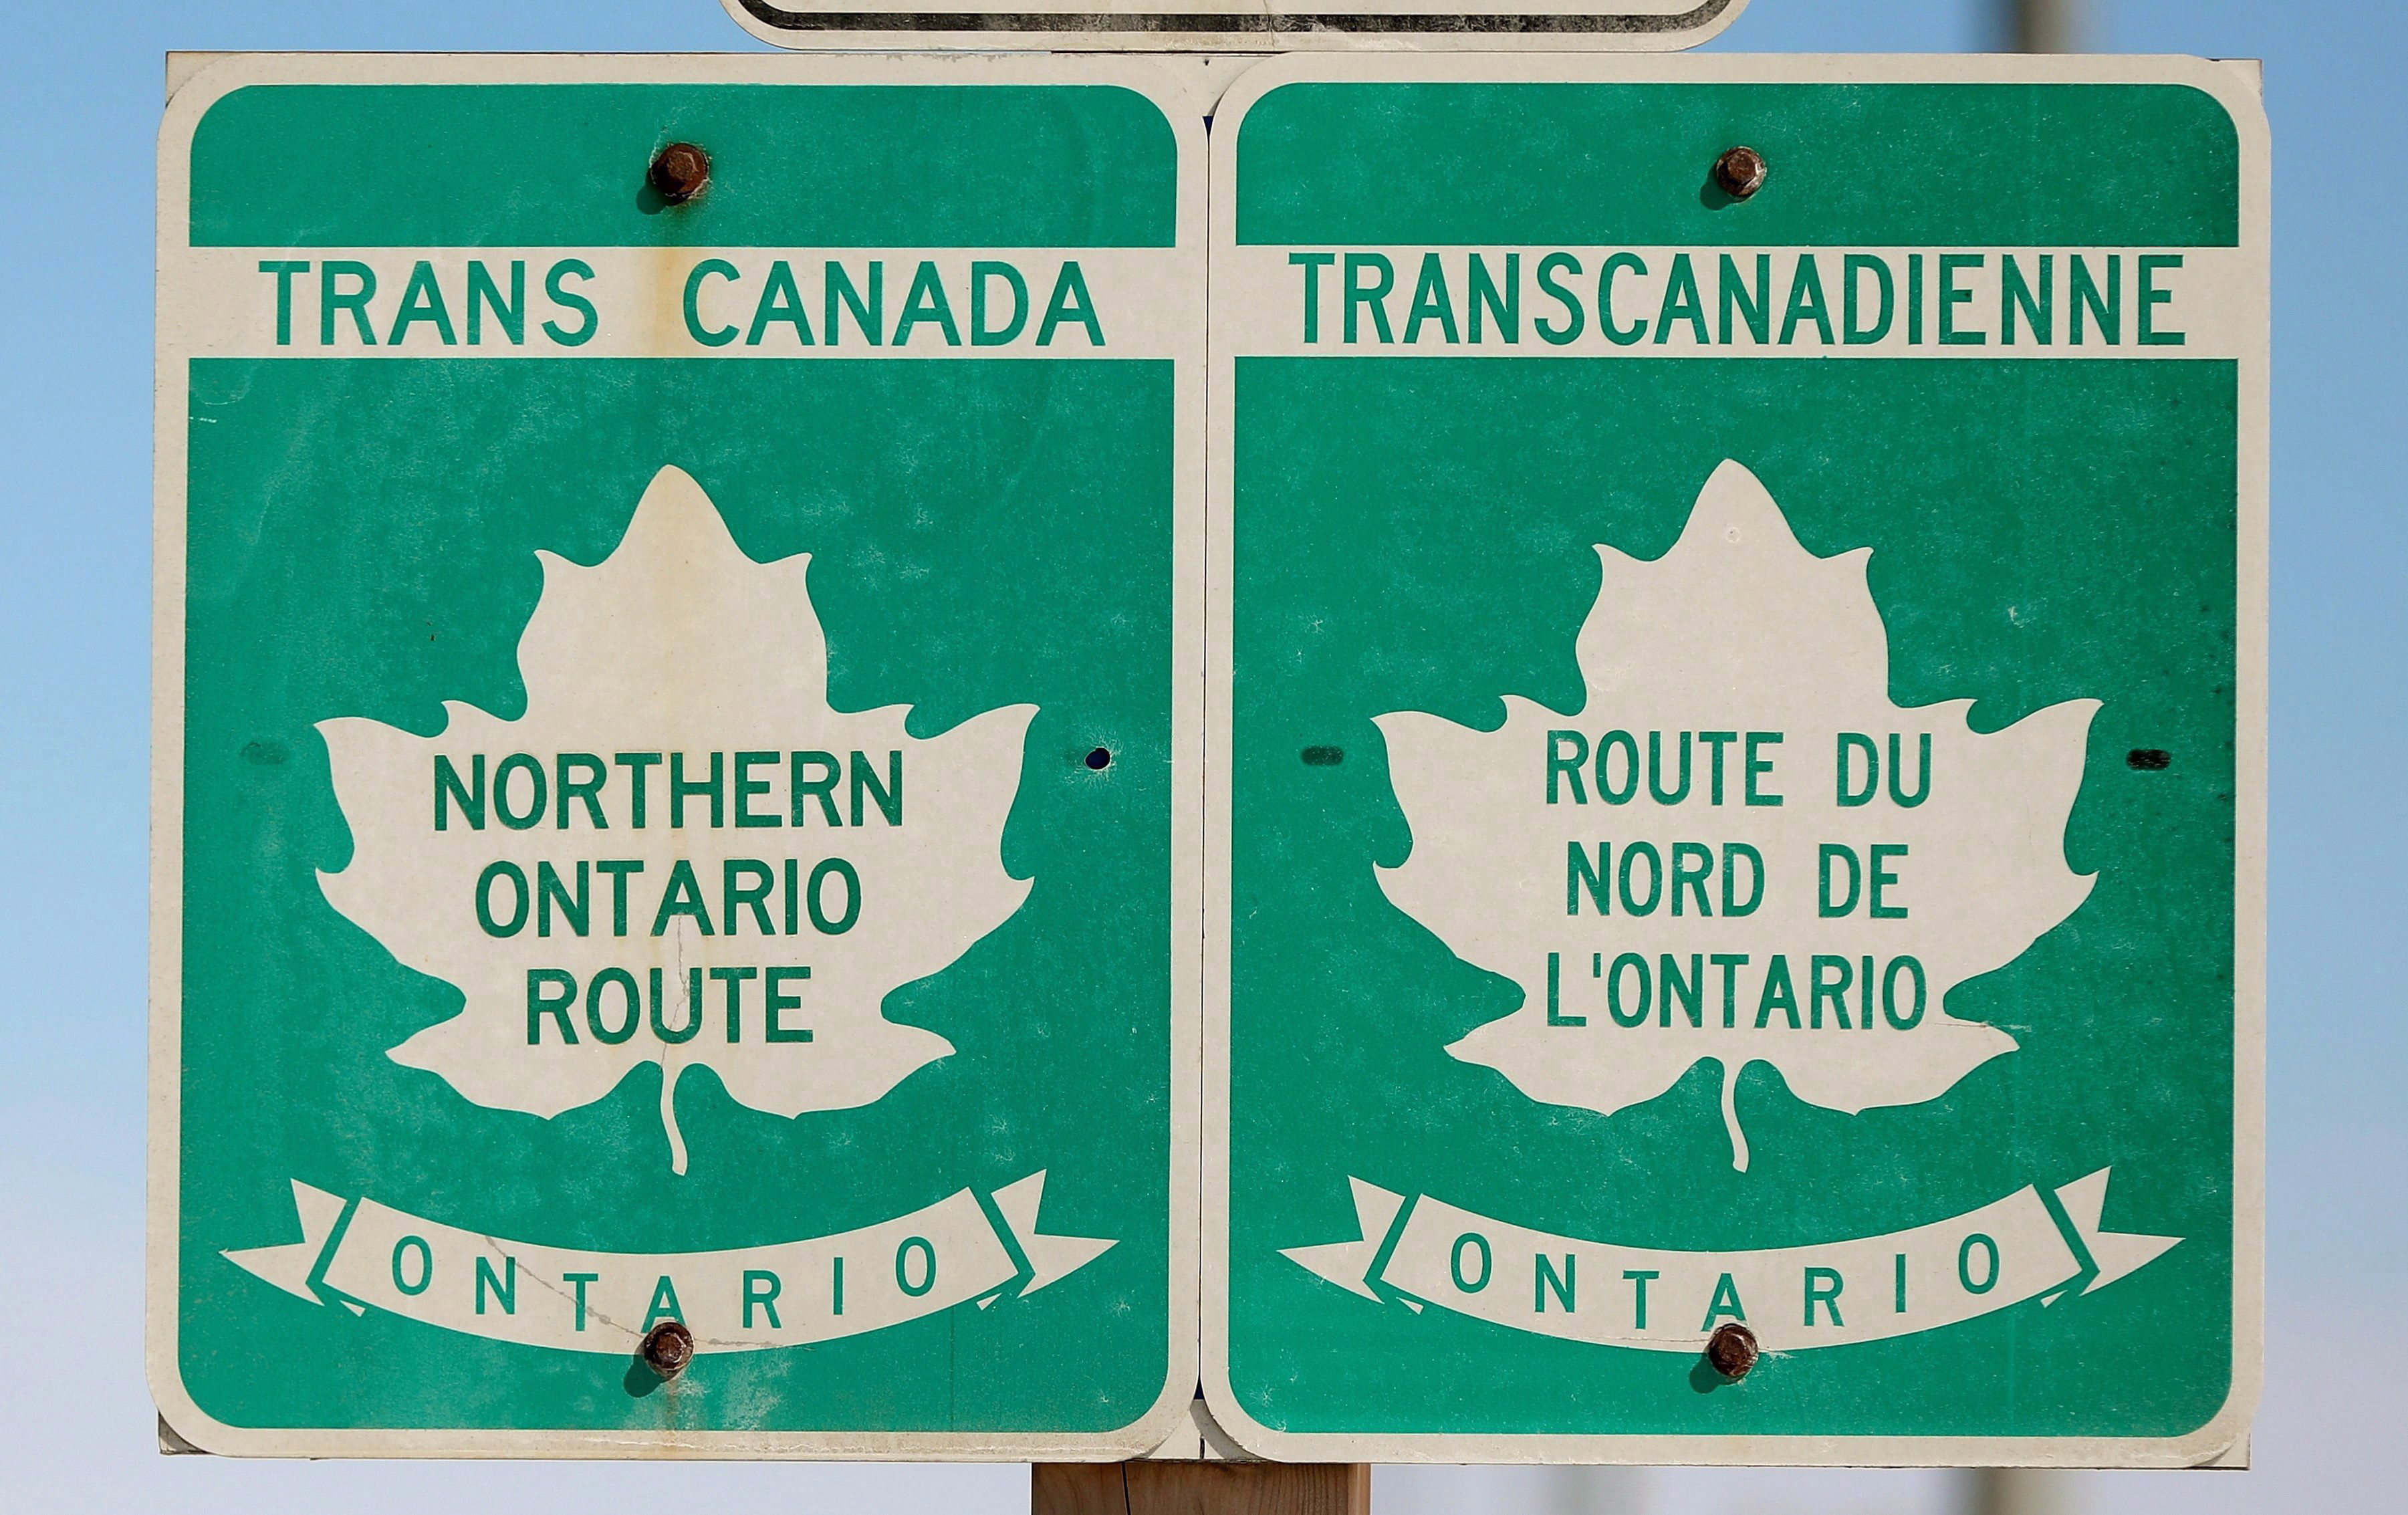 TRANS CANADA
NORTHERN
ONTARIO
ROUTE
ONTARIO
TRANSCANADIENNE
ROUTE DU
NORD DE
L'ONTARIO
ONTARIO